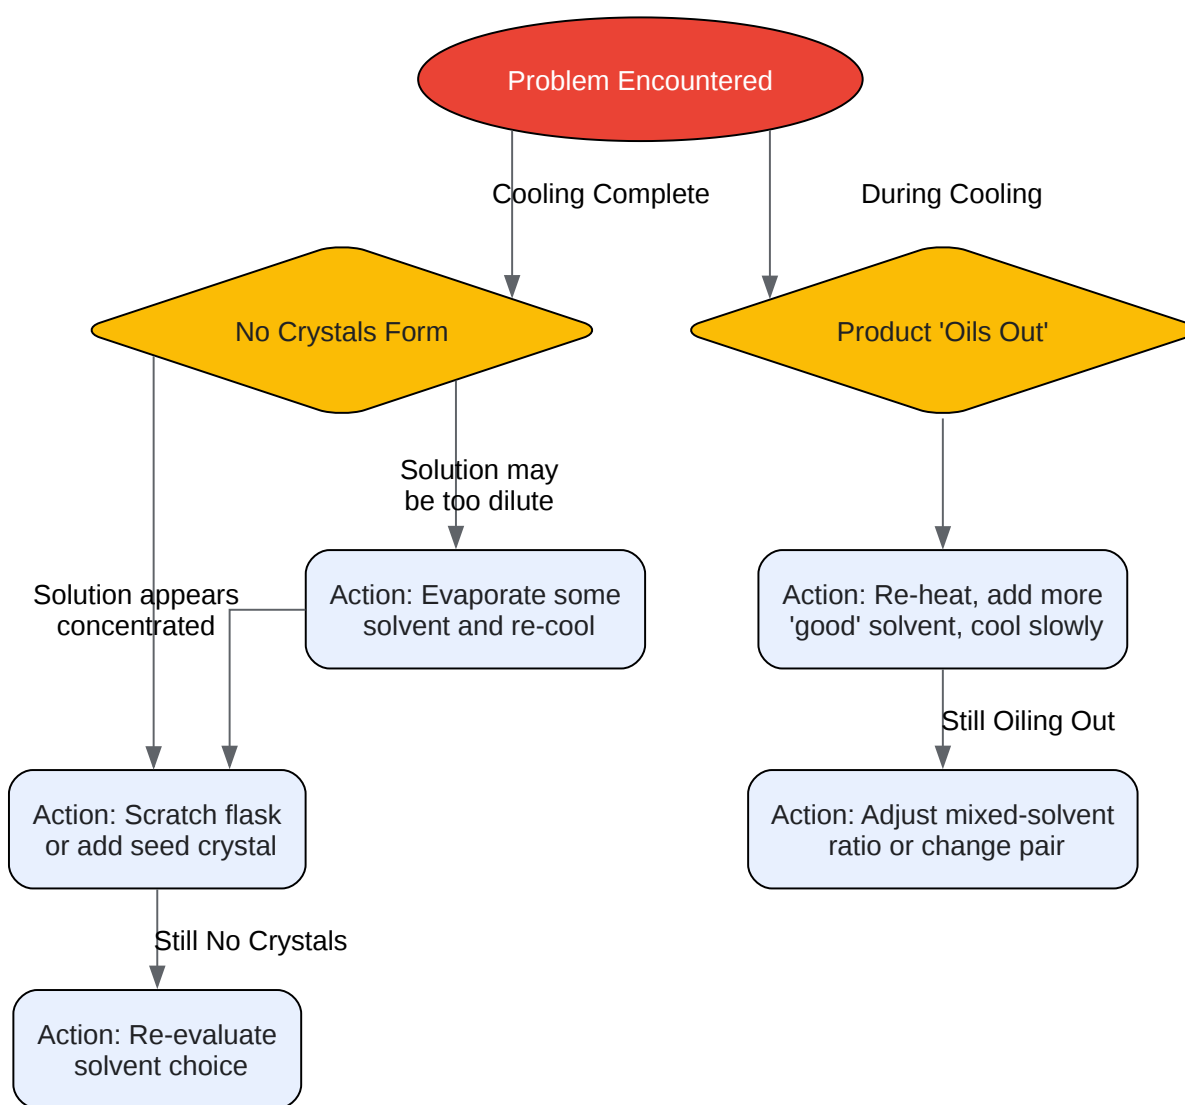 Problem Encountered
Cooling Complete
During Cooling
No Crystals Form
Product 'Oils Out'
Solution may
be too dilute
Solution appears
concentrated
Action: Evaporate some
solvent and re-cool
Action: Re-heat, add more
'good' solvent, cool slowly
Still Oiling Out
Action: Scratch flask
or add seed crystal
Action: Adjust mixed-solvent
ratio or change pair
Still No Crystals
Action: Re-evaluate
solvent choice